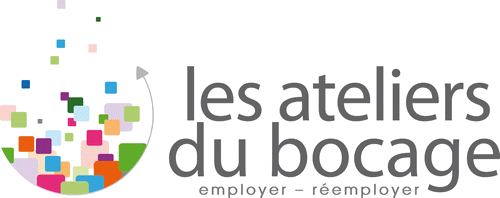 les ateliers
du bocage
employer – réemployer